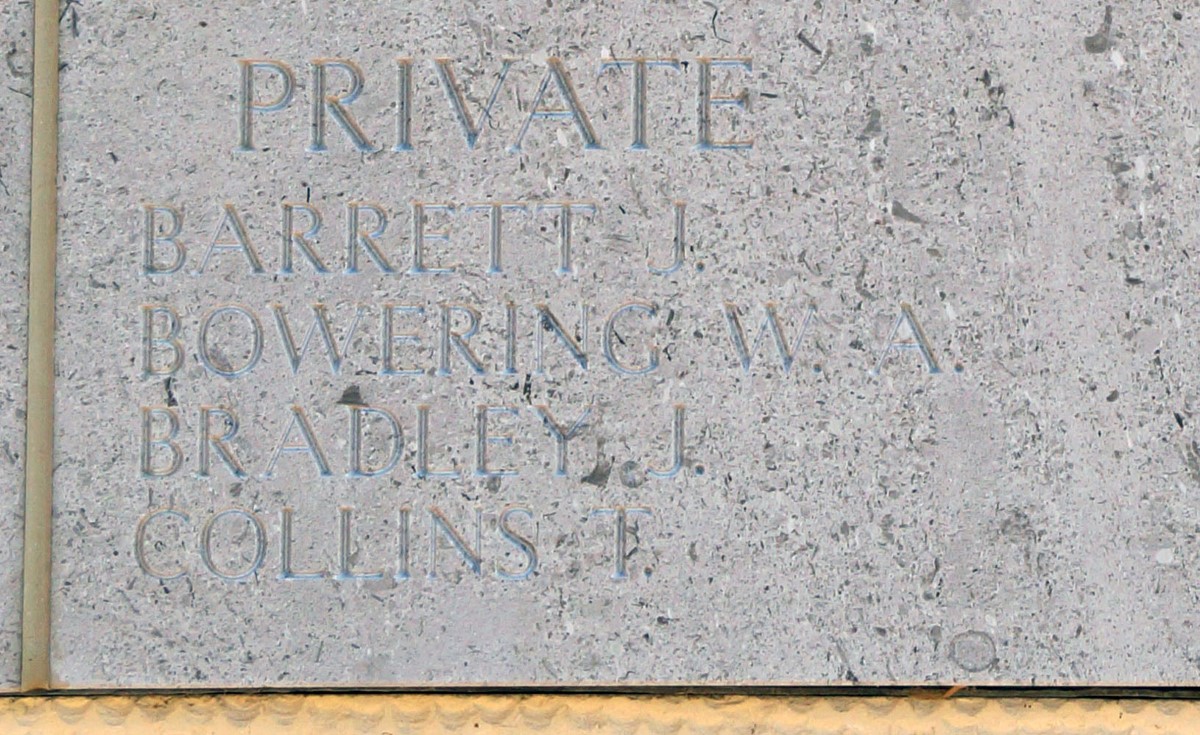 PRIVATE
BARRETT J.
BOWERING W. A.
BRADLEY J.
COLLINS T.